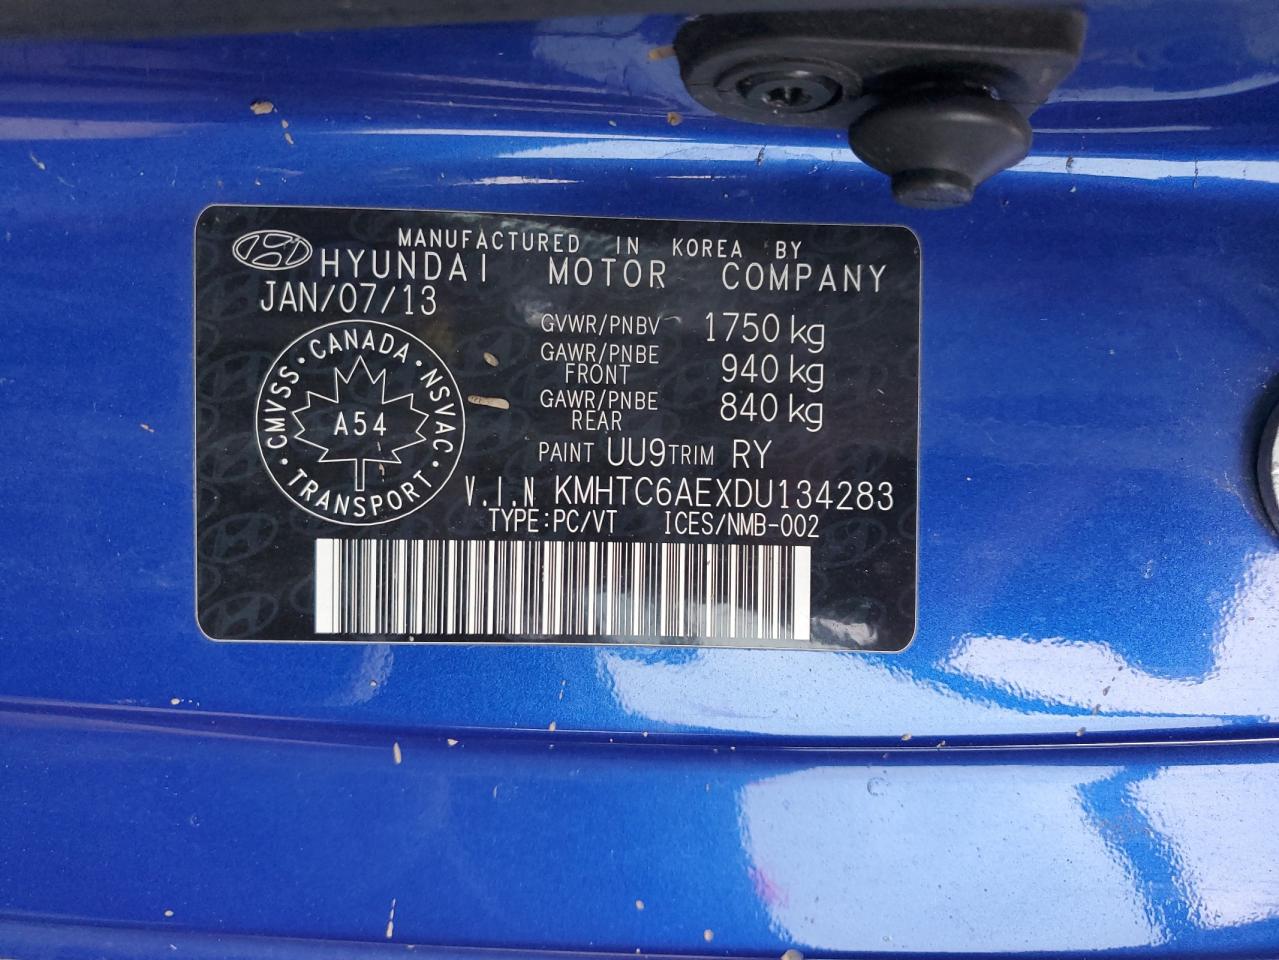 MANUFACTURED IN KOREA BY
HYUNDAI MOTOR COMPANY
JAN/07/13
GVWR/PNBV 1750 kg
GAWR/PNBE FRONT 940 kg
GAWR/PNBE REAR 840 kg
PAINT UU9 TRIM RY
V.I.N KMHTC6AEXDU134283
TYPE:PC/VT ICES/NMB-002
CMVSS · CANADA · NSVAC · TRANSPORT ·
A54